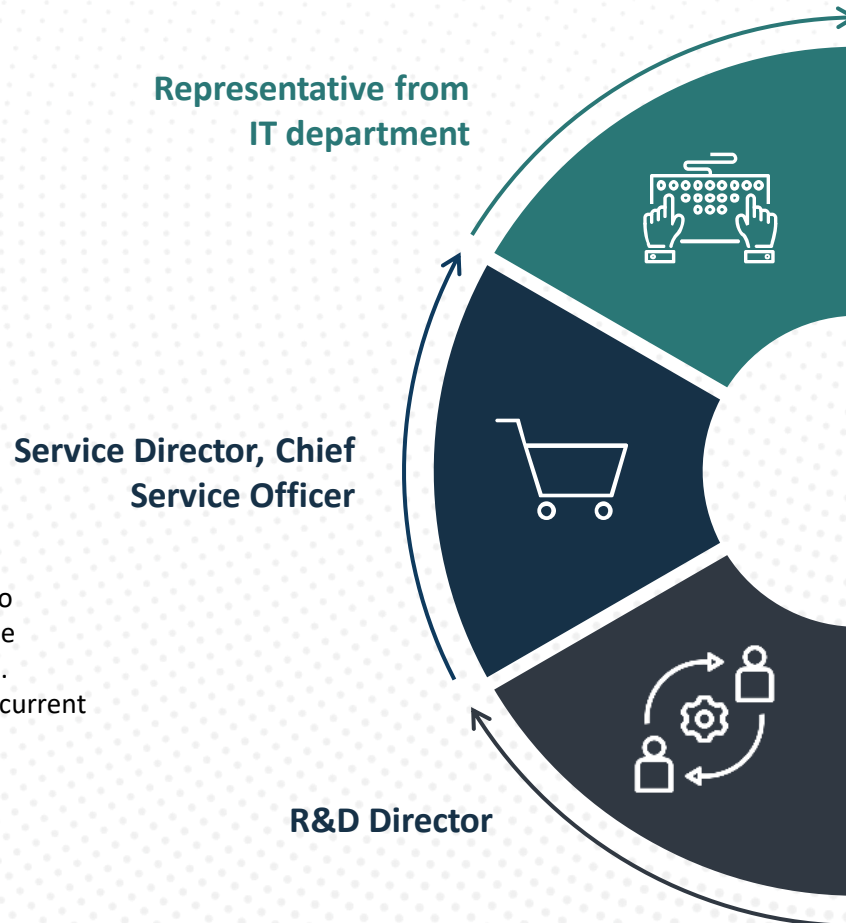 Representative from
IT department
Service Director, Chief
Service Officer
o
e
.
current
R&D Director